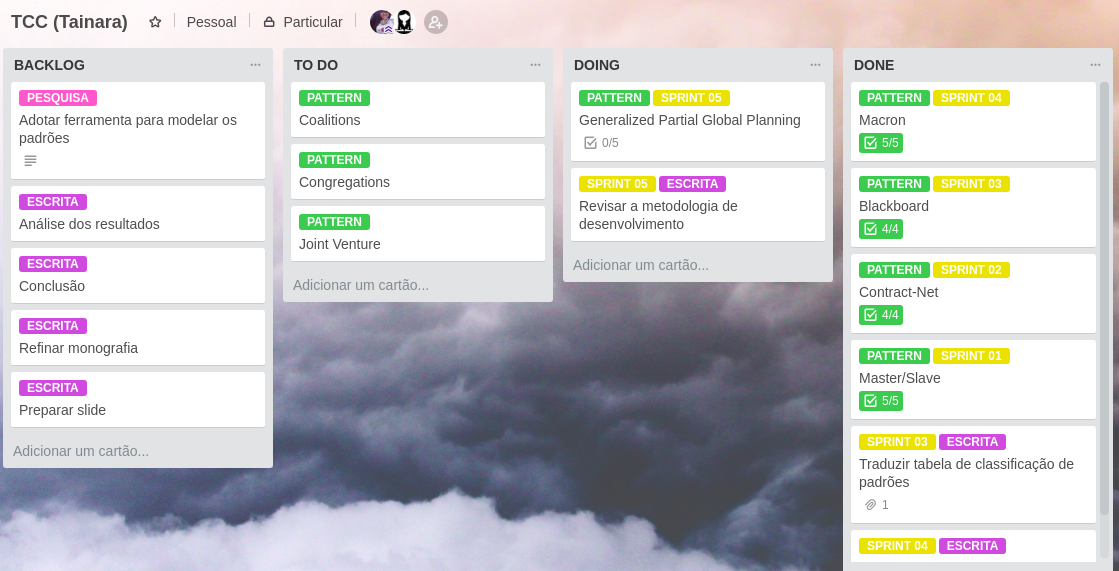 TCC (Tainara) Pessoal Particular
BACKLOG
PESQUISA
Adotar ferramenta para modelar os
padrões
ESCRITA
Análise dos resultados
ESCRITA
Conclusão
ESCRITA
Refinar monografia
ESCRITA
Preparar slide
Adicionar um cartão...
TO DO
PATTERN
Coalitions
PATTERN
Congregations
PATTERN
Joint Venture
Adicionar um cartão...
DOING
PATTERN SPRINT 05
Generalized Partial Global Planning
0/5
SPRINT 05 ESCRITA
Revisar a metodologia de
desenvolvimento
Adicionar um cartão...
DONE
PATTERN SPRINT 04
Macron
5/5
PATTERN SPRINT 03
Blackboard
4/4
PATTERN SPRINT 02
Contract-Net
4/4
PATTERN SPRINT 01
Master/Slave
5/5
SPRINT 03 ESCRITA
Traduzir tabela de classificação de
padrões
1
SPRINT 04 ESCRITA